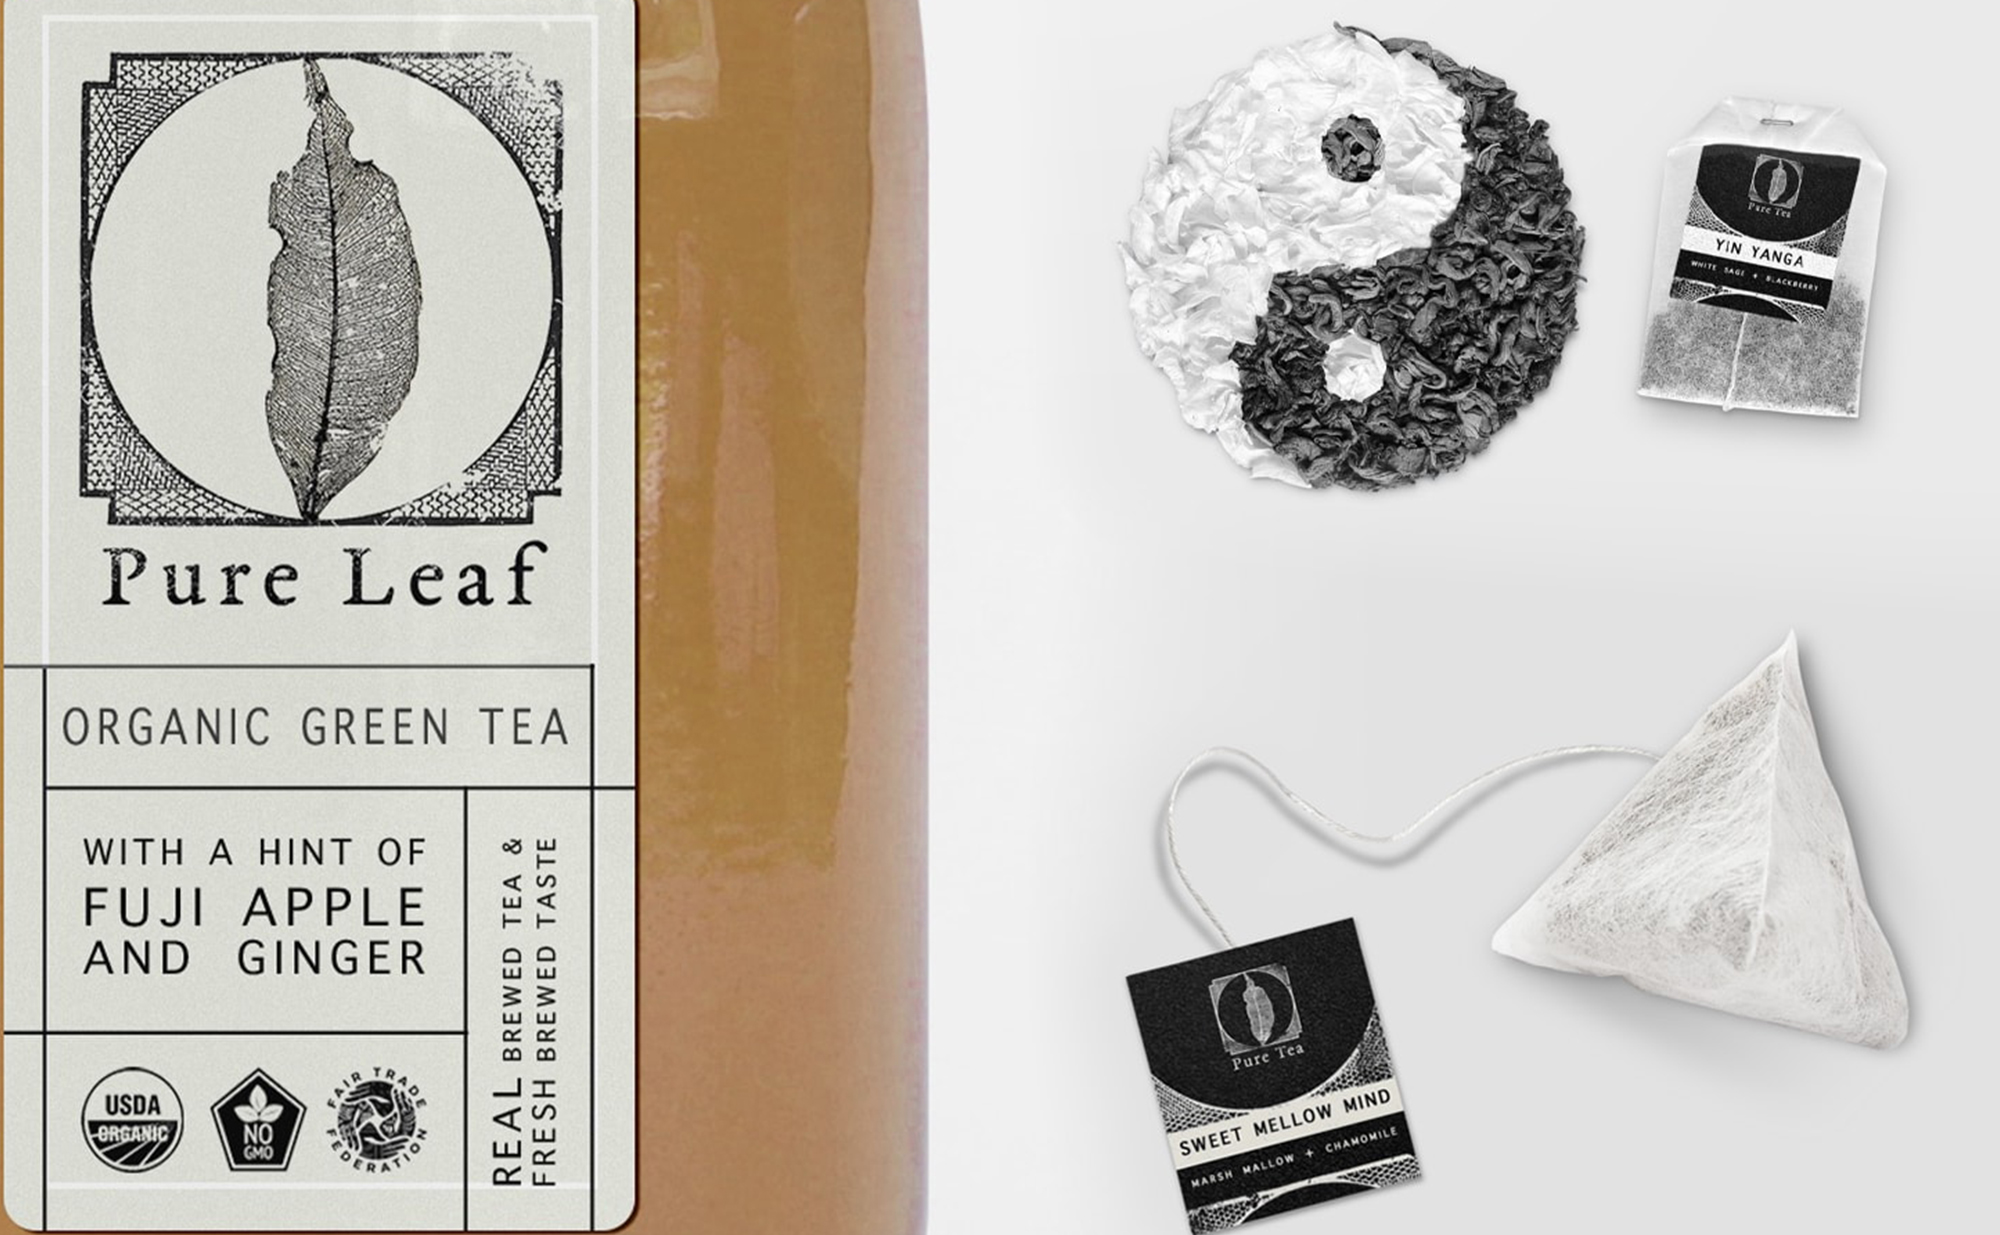 Pure Leaf
ORGANIC GREEN TEA
WITH A HINT OF
FUJI APPLE
AND GINGER
REAL BREWED TEA &
FRESH BREWED TASTE
USDA
ORGANIC
NO
GMO
FAIR TRADE
FEDERATION
Pure Tea
YIN YANGA
WHITE SAGE + BLACKBERRY
Pure Tea
SWEET MELLOW MIND
MARSH MALLOW + CHAMOMILE